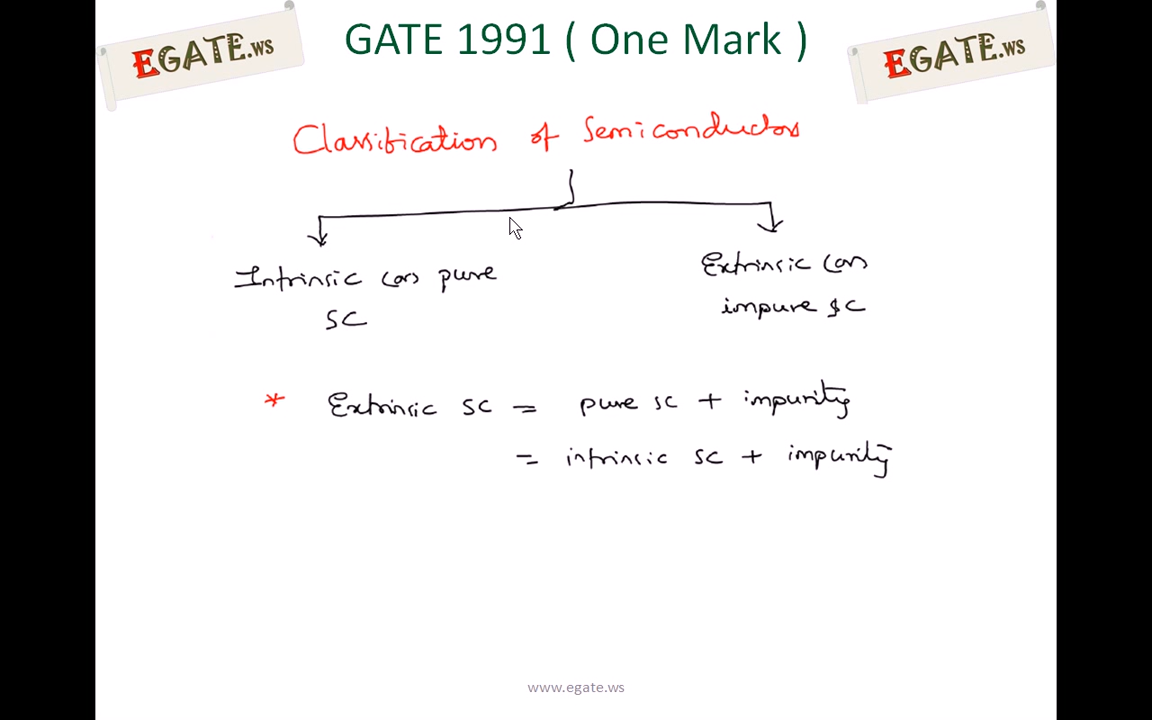 EGATE.ws
GATE 1991 ( One Mark )
EGATE.ws
Classification of Semiconductors
Intrinsic (or) pure
SC
Extrinsic (or)
impure SC
* Extrinsic SC = pure SC + impurity
= intrinsic SC + impurity
www.egate.ws